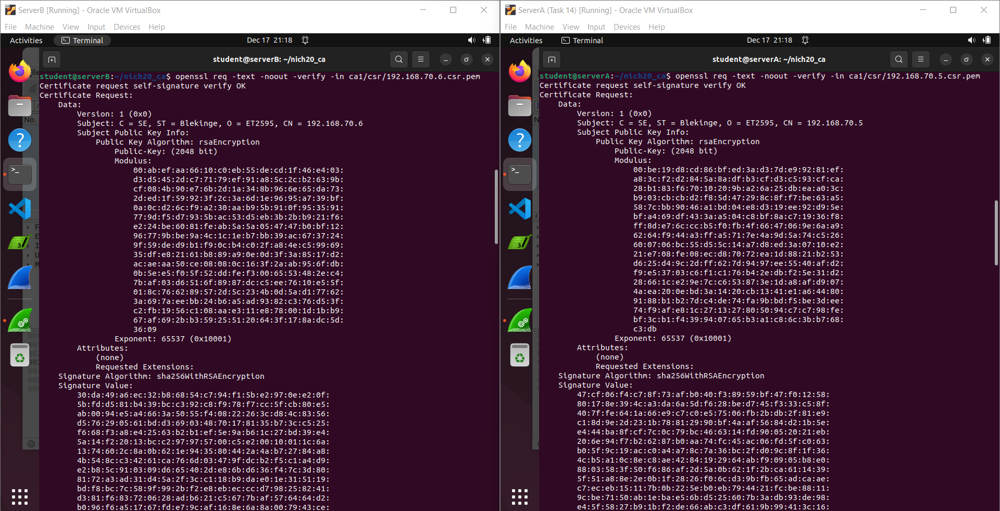 ServerB [Running] - Oracle VM VirtualBox
File Machine View Input Devices Help
Activities Terminal Dec 17 21:18
student@serverB: ~/nich20_ca
student@serverB:~/nich20_ca$ openssl req -text -noout -verify -in ca1/csr/192.168.70.6.csr.pem
Certificate request self-signature verify OK
Certificate Request:
Data:
Version: 1 (0x0)
Subject: C = SE, ST = Blekinge, O = ET2595, CN = 192.168.70.6
Subject Public Key Info:
Public Key Algorithm: rsaEncryption
Public-Key: (2048 bit)
Modulus:
00:ab:ef:aa:66:10:c0:eb:55:de:cd:1f:46:e4:03:
d3:d5:45:2d:c7:71:79:ef:91:a8:5c:2c:b2:63:9b:
cf:08:4b:90:e7:6b:2d:1a:34:8b:96:6e:65:da:73:
2d:ed:1f:59:92:3f:2c:3a:6d:1e:96:95:a7:39:bf:
0a:0c:d2:6c:f9:a2:30:aa:b9:5b:91:0f:95:35:91:
77:9d:f5:d7:93:5b:ac:53:d5:eb:3b:2b:b9:21:f6:
e2:24:be:60:81:fe:ab:5a:5a:05:47:47:b0:bf:12:
96:77:9b:be:9a:4c:1c:1e:b7:bb:39:ac:67:37:24:
9f:59:de:d9:b1:f9:0c:b4:c0:2f:a8:4e:c5:99:69:
35:df:e8:21:61:b8:89:a9:0e:0d:3f:3a:85:17:d2:
ac:ae:aa:50:ce:08:08:0c:16:3f:2a:ab:95:6f:db:
0b:5e:e5:f0:5f:52:dd:fe:f3:00:65:53:48:2e:c4:
7b:af:03:d6:51:6f:89:87:dc:c5:ee:76:10:e5:5f:
01:8c:76:62:89:57:2d:5c:23:4b:0d:5a:d1:77:62:
3a:69:7a:ee:bb:24:b6:a5:ad:93:82:c3:76:d5:3f:
c2:fb:19:56:c1:08:aa:e3:11:e8:78:00:1d:1b:b9:
67:af:69:2b:b3:59:25:51:20:64:3f:17:8a:dc:5d:
36:09
Exponent: 65537 (0x10001)
Attributes:
(none)
Requested Extensions:
Signature Algorithm: sha256WithRSAEncryption
Signature Value:
30:da:49:a6:ec:32:b8:68:54:c7:94:f1:5b:e2:97:0e:e2:0f:
5b:fd:d5:81:b4:39:bc:c3:92:c8:f9:78:f7:cc:5f:cb:80:e5:
ab:00:94:e5:a4:66:3a:50:55:f4:08:22:26:3c:d8:4c:83:56:
d5:76:29:05:61:bd:d3:69:03:48:70:17:81:35:b7:3c:c5:25:
f6:68:f3:a8:e4:25:63:b2:b1:ef:5e:9a:b6:1c:27:bd:39:e4:
5a:14:f2:20:13:bc:c2:97:97:57:00:c5:e2:00:10:01:1c:6a:
13:74:60:2c:8a:0b:62:1e:94:35:80:44:2a:4a:b7:27:84:a8:
4b:54:8c:c3:42:61:ca:76:6d:03:47:9f:dc:b2:f5:c1:a4:d9:
e2:b8:5c:91:03:09:d6:65:40:2d:e8:6b:d6:36:f4:7c:3d:80:
81:72:a3:ad:31:d4:5a:2f:3c:c1:18:b9:da:e0:1e:31:51:19:
bd:f8:bc:7c:58:9f:99:2b:f2:e8:eb:ec:cc:d7:98:25:82:41:
d3:81:f6:83:72:06:28:ad:b6:21:c5:67:7b:af:57:64:64:d2:
b0:96:f6:a5:17:67:fd:e7:9c:af:16:8e:6a:8a:00:79:43:ce:
ServerA (Task 14) [Running] - Oracle VM VirtualBox
File Machine View Input Devices Help
Activities Terminal Dec 17 21:18
student@serverA: ~/nich20_ca
student@serverA:~/nich20_ca$ openssl req -text -noout -verify -in ca1/csr/192.168.70.5.csr.pem
Certificate request self-signature verify OK
Certificate Request:
Data:
Version: 1 (0x0)
Subject: C = SE, ST = Blekinge, O = ET2595, CN = 192.168.70.5
Subject Public Key Info:
Public Key Algorithm: rsaEncryption
Public-Key: (2048 bit)
Modulus:
00:be:19:d8:cd:86:bf:ed:3a:d3:7d:e9:92:81:ef:
a8:3c:f2:d2:84:5a:8a:df:b3:cf:d3:c5:93:cf:ca:
28:b1:83:f6:70:10:20:9b:a2:6a:25:db:ea:a0:3c:
b9:03:cb:cb:d2:f8:5d:47:29:8c:8f:f7:be:63:a5:
58:7c:bb:90:46:a1:bd:04:e8:d3:19:ee:92:d9:5e:
bf:a4:69:df:43:3a:a5:04:c8:bf:8a:c7:19:36:f8:
ff:8d:e7:6c:cc:b5:f0:fb:4f:66:47:06:9e:6a:a9:
62:64:f9:44:a3:ff:a5:71:7e:4a:9d:5a:74:c5:26:
60:07:06:bc:55:d5:5c:14:a7:d8:ed:3a:07:10:e2:
21:e7:08:fe:08:ec:d8:70:72:ea:1d:88:21:b2:53:
d6:25:d4:9c:2d:ff:62:7d:94:97:ee:55:40:af:d2:
f9:e5:37:03:c6:f1:c1:76:b4:2e:db:f2:5e:31:d2:
28:66:1c:e2:9e:7c:c6:53:87:3e:1d:a8:af:d9:07:
4a:ea:20:0e:bd:3a:14:20:cb:13:41:e1:a6:44:80:
91:88:b1:b2:7d:c4:de:74:fa:9b:bd:f5:be:3d:ee:
74:f9:af:e8:1c:27:13:27:80:50:94:c7:c7:98:fe:
bf:3c:b1:f4:39:94:07:65:b3:a1:c8:6c:3b:b7:68:
c3:db
Exponent: 65537 (0x10001)
Attributes:
(none)
Requested Extensions:
Signature Algorithm: sha256WithRSAEncryption
Signature Value:
47:cf:06:f4:c7:8f:73:af:b0:40:f3:89:59:bf:47:f0:12:58:
80:17:8e:39:4c:a3:da:6a:5d:f6:28:be:d7:45:f3:33:c5:8f:
40:7f:fe:64:1a:66:e9:c7:c0:e5:75:06:fb:2b:db:2f:81:e9:
c1:8d:9e:2d:23:1b:78:81:29:90:bf:4a:af:56:84:d2:1b:5e:
e4:44:ba:8f:cf:7c:0c:79:bc:46:63:14:fd:90:05:20:21:eb:
20:6e:94:f7:b2:62:87:b0:aa:74:fc:45:ac:06:fd:5f:c0:63:
b0:5f:9c:19:ac:c0:a4:a7:8c:7a:36:bc:2f:d0:9c:8f:1f:36:
4c:b5:a1:0c:8e:c8:ae:42:84:19:29:64:ab:f9:09:05:b8:e0:
88:03:58:3f:50:f6:86:af:2d:5a:0b:62:1f:2b:ca:61:14:39:
5f:51:a8:8e:2e:0b:1f:28:26:f0:6c:d3:9b:fb:65:ad:ca:ae:
c7:ec:eb:15:11:7b:0b:22:5e:b0:eb:79:44:21:fc:be:88:11:
9c:be:71:50:ab:1e:ba:e5:6b:d5:25:60:7b:3a:db:93:de:98:
e4:5f:58:27:b9:1b:f2:de:66:ab:c3:df:61:9b:99:41:3c:16: